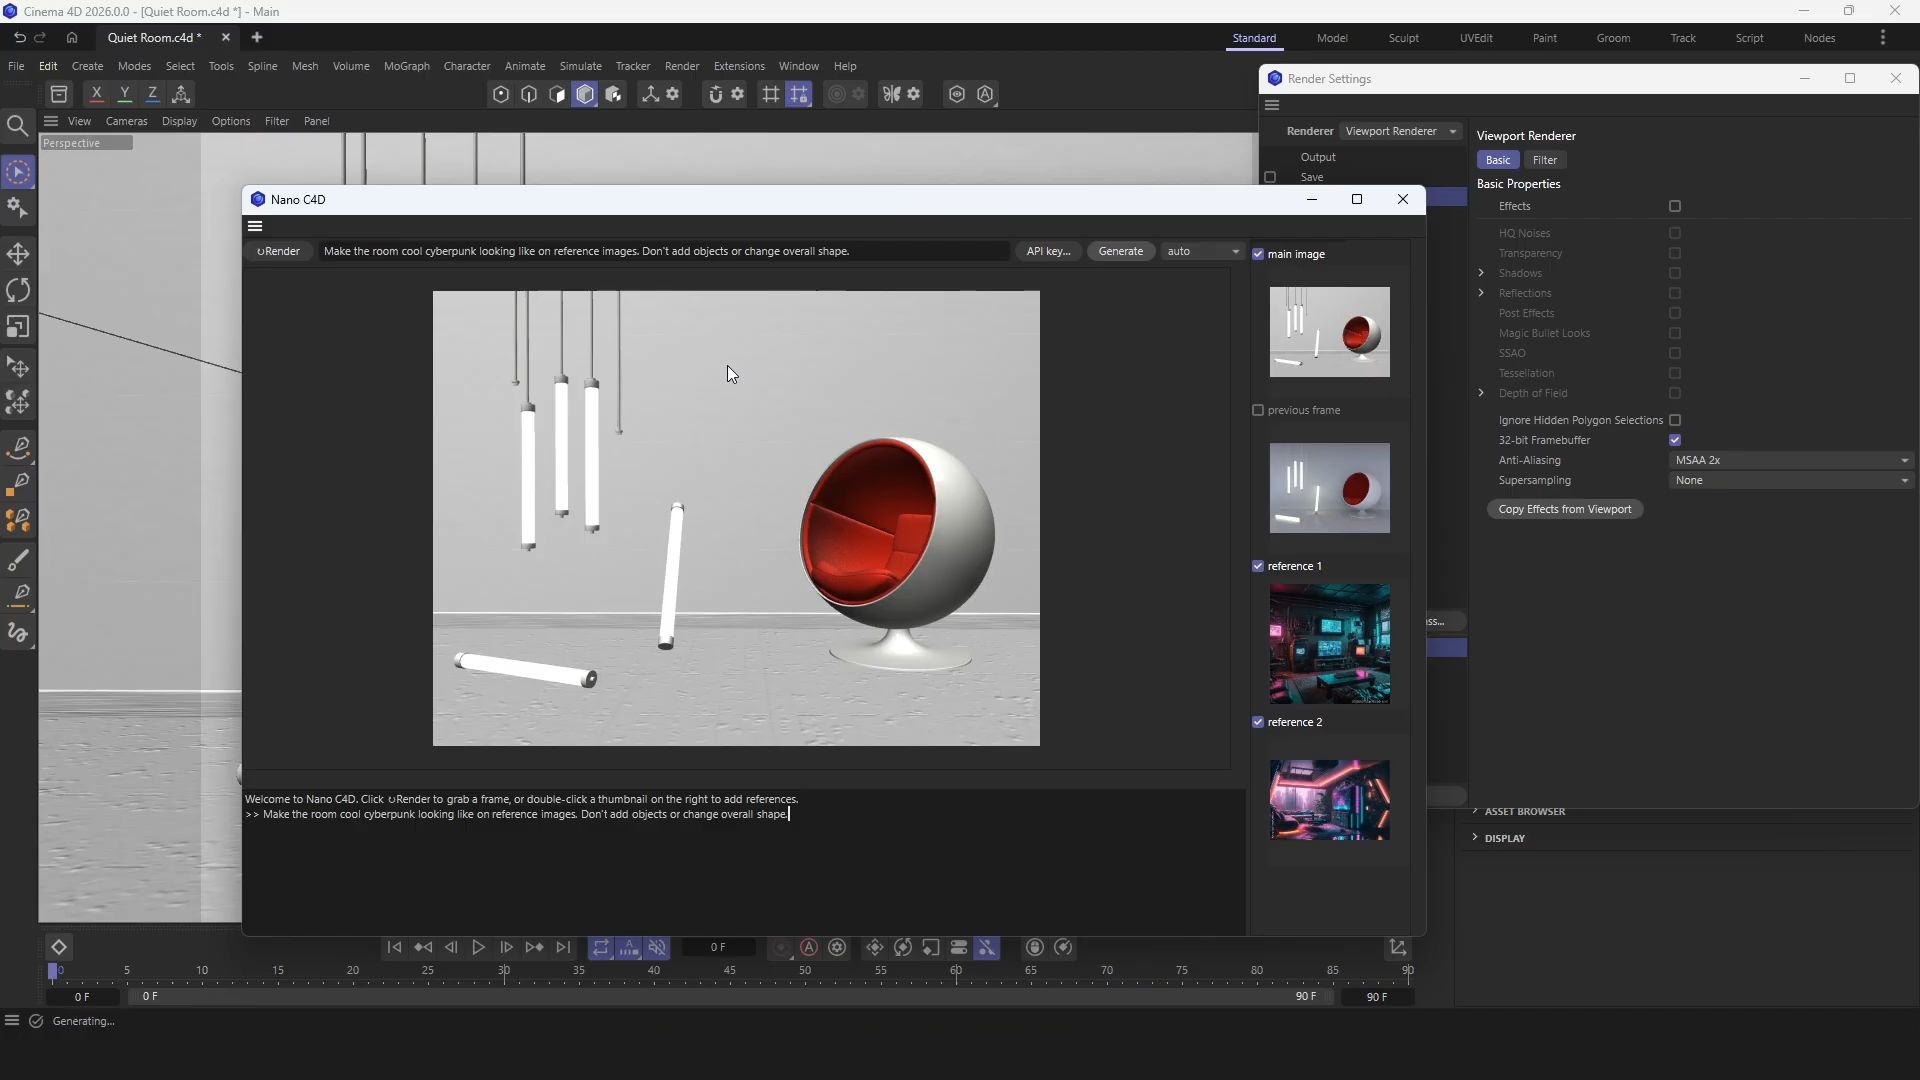 Cinema 4D 2026.0.0 - [Quiet Room.c4d *] - Main
Quiet Room.c4d *
Standard Model Sculpt UVEdit Paint Groom Track Script Nodes
File Edit Create Modes Select Tools Spline Mesh Volume MoGraph Character Animate Simulate Tracker Render Extensions Window Help
Render Settings
X Y Z
View Cameras Display Options Filter Panel
Perspective
Renderer Viewport Renderer
Output
Save
Viewport Renderer
Basic Filter
Basic Properties
Effects
HQ Noises
Transparency
Shadows
Reflections
Post Effects
Magic Bullet Looks
SSAO
Tessellation
Depth of Field
Ignore Hidden Polygon Selections
32-bit Framebuffer
Anti-Aliasing MSAA 2x
Supersampling None
Copy Effects from Viewport
Nano C4D
↻Render Make the room cool cyberpunk looking like on reference images. Don't add objects or change overall shape. API key... Generate auto
main image
previous frame
reference 1
reference 2
Welcome to Nano C4D. Click ↻Render to grab a frame, or double-click a thumbnail on the right to add references.
>> Make the room cool cyberpunk looking like on reference images. Don't add objects or change overall shape.
ss...
ASSET BROWSER
DISPLAY
0 F
0 5 10 15 20 25 30 35 40 45 50 55 60 65 70 75 80 85 90
0 F 0 F 90 F 90 F
Generating...